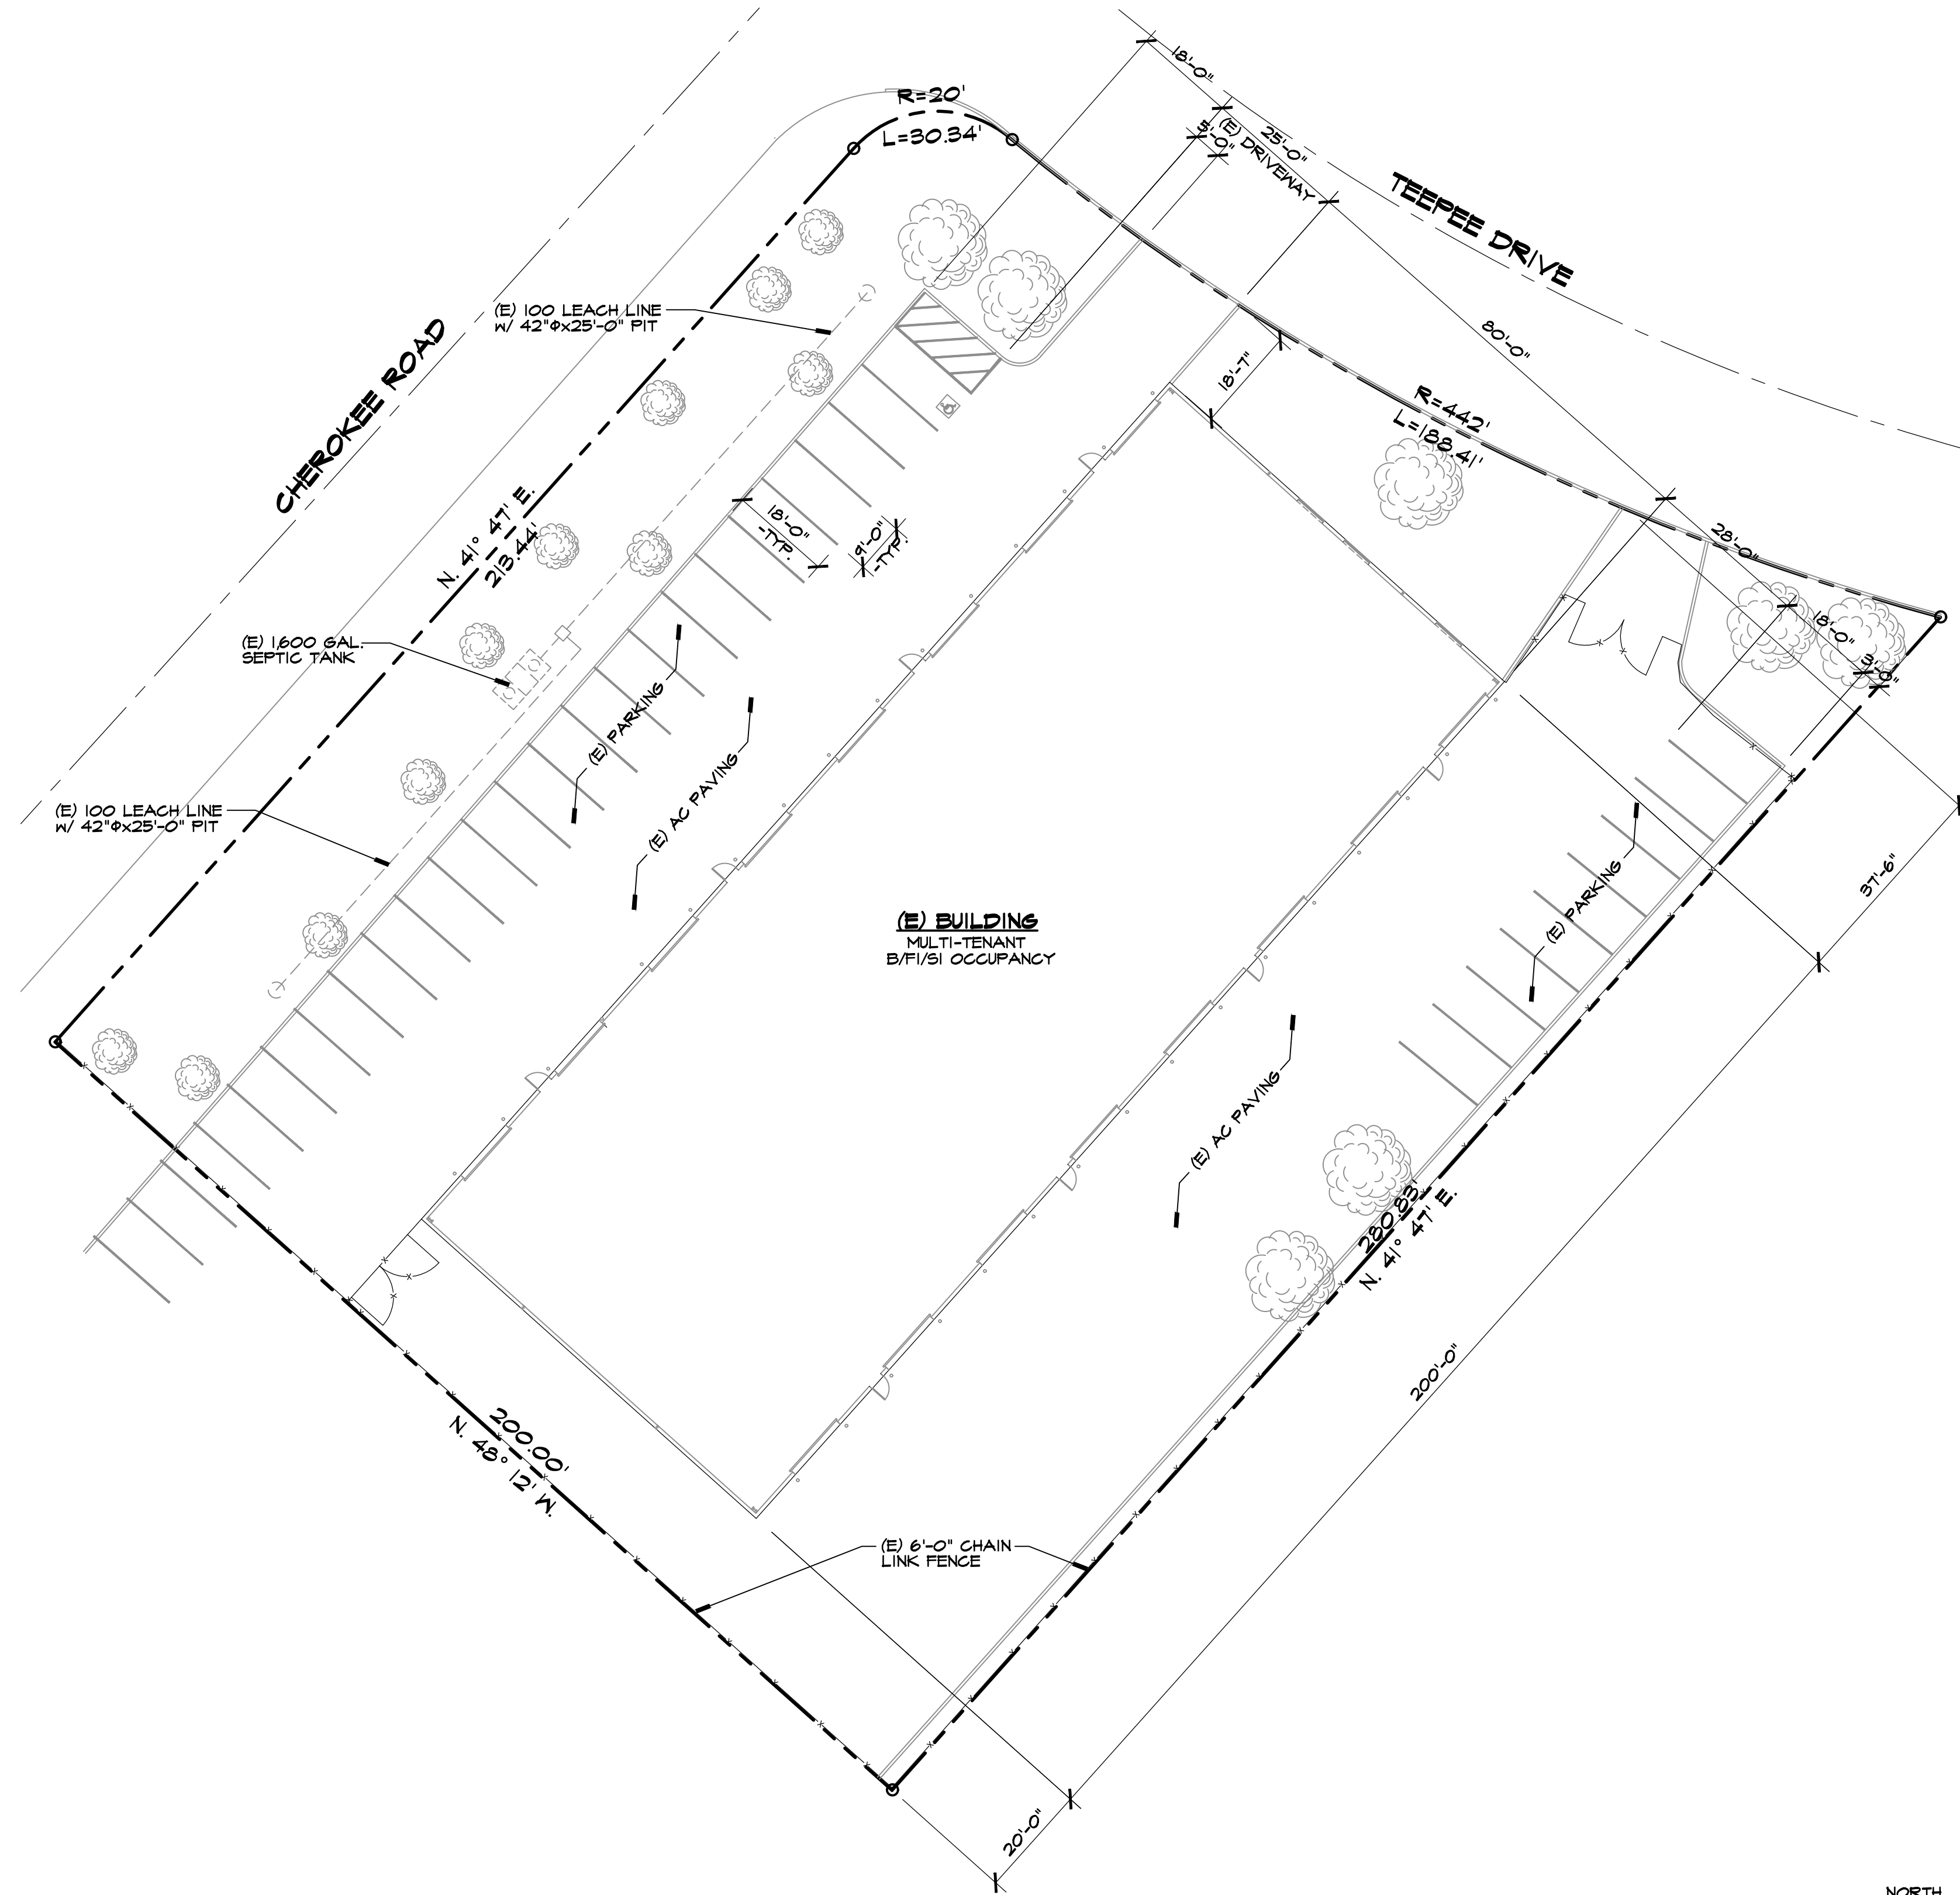 18'-0"
R=20'
L=30.34'
5'-0"
25'-0"
(E) DRIVEWAY
TEEPEE DRIVE
(E) 100 LEACH LINE
W/ 42"ΦX25'-0" PIT
CHEROKEE ROAD
80'-0"
18'-7"
R=442'
L=188.41'
N. 41° 47' E.
213.44'
18'-0"
-TYP.
9'-0"
-TYP.
28'-0"
18'-0"
3'-0"
(E) 1,600 GAL.
SEPTIC TANK
(E) PARKING
(E) AC PAVING
(E) 100 LEACH LINE
W/ 42"ΦX25'-0" PIT
37'-6"
(E) PARKING
(E) BUILDING
MULTI-TENANT
B/F1/S1 OCCUPANCY
(E) AC PAVING
280.83'
N. 41° 47' E.
200'-0"
200.00'
N. 48° 12' W.
(E) 6'-0" CHAIN
LINK FENCE
20'-0"
NORTH